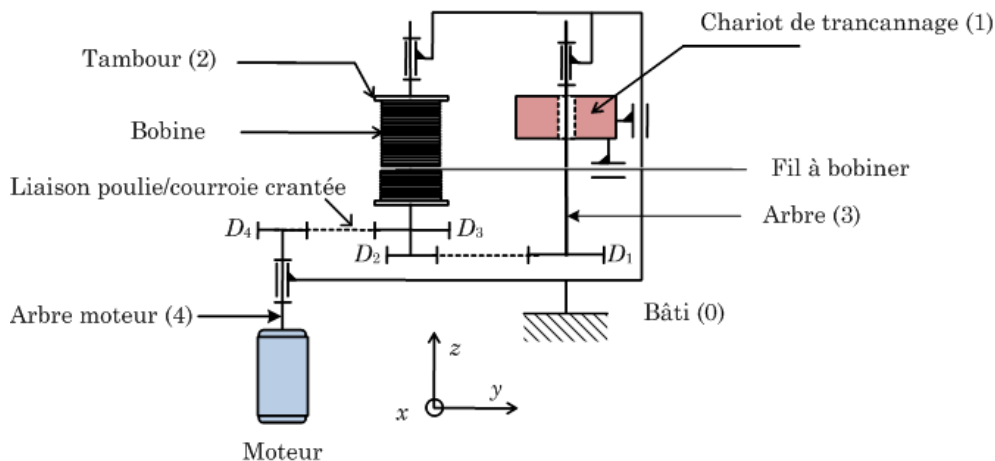 Chariot de trancannage (1)
Tambour (2)
Bobine
Fil à bobiner
Liaison poulie/courroie crantée
Arbre (3)
D4
D3
D2
D1
Arbre moteur (4)
Bâti (0)
z
y
x
Moteur